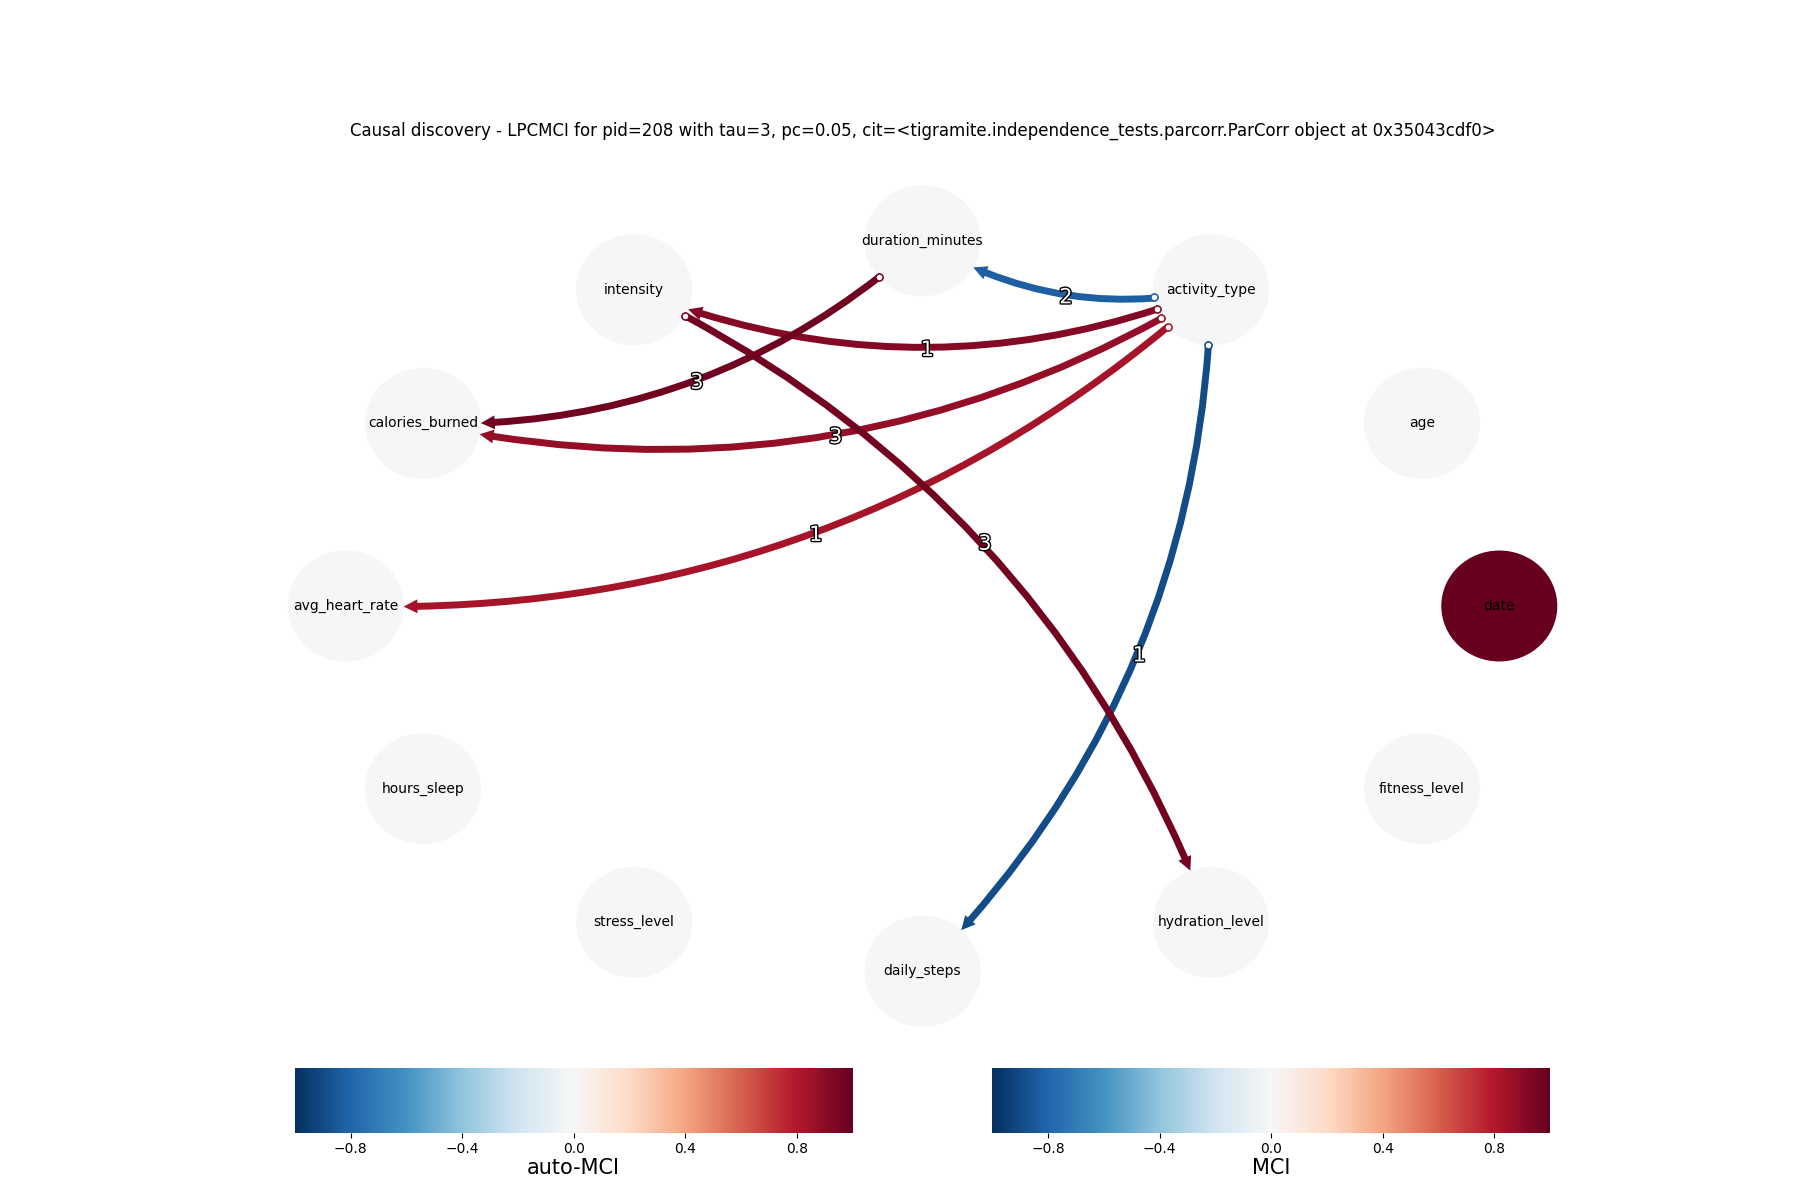 Causal discovery - LPCMCI for pid=208 with tau=3, pc=0.05, cit=<tigramite.independence_tests.parcorr.ParCorr object at 0x35043cdf0>
duration_minutes
intensity
activity_type
2
1
3
calories_burned
age
3
1
3
avg_heart_rate
date
1
hours_sleep
fitness_level
stress_level
hydration_level
daily_steps
−0.8 −0.4 0.0 0.4 0.8
auto-MCI
−0.8 −0.4 0.0 0.4 0.8
MCI